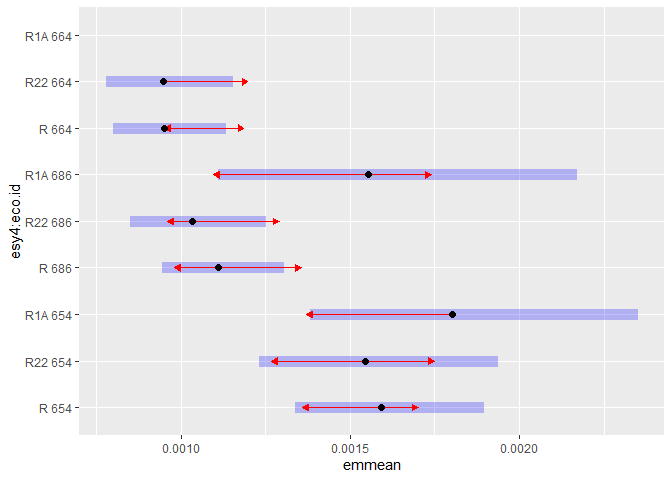 R1A 664
R22 664
R 664
R1A 686
R22 686
R 686
R1A 654
R22 654
R 654
esy4.eco.id
0.0010 0.0015 0.0020
emmean